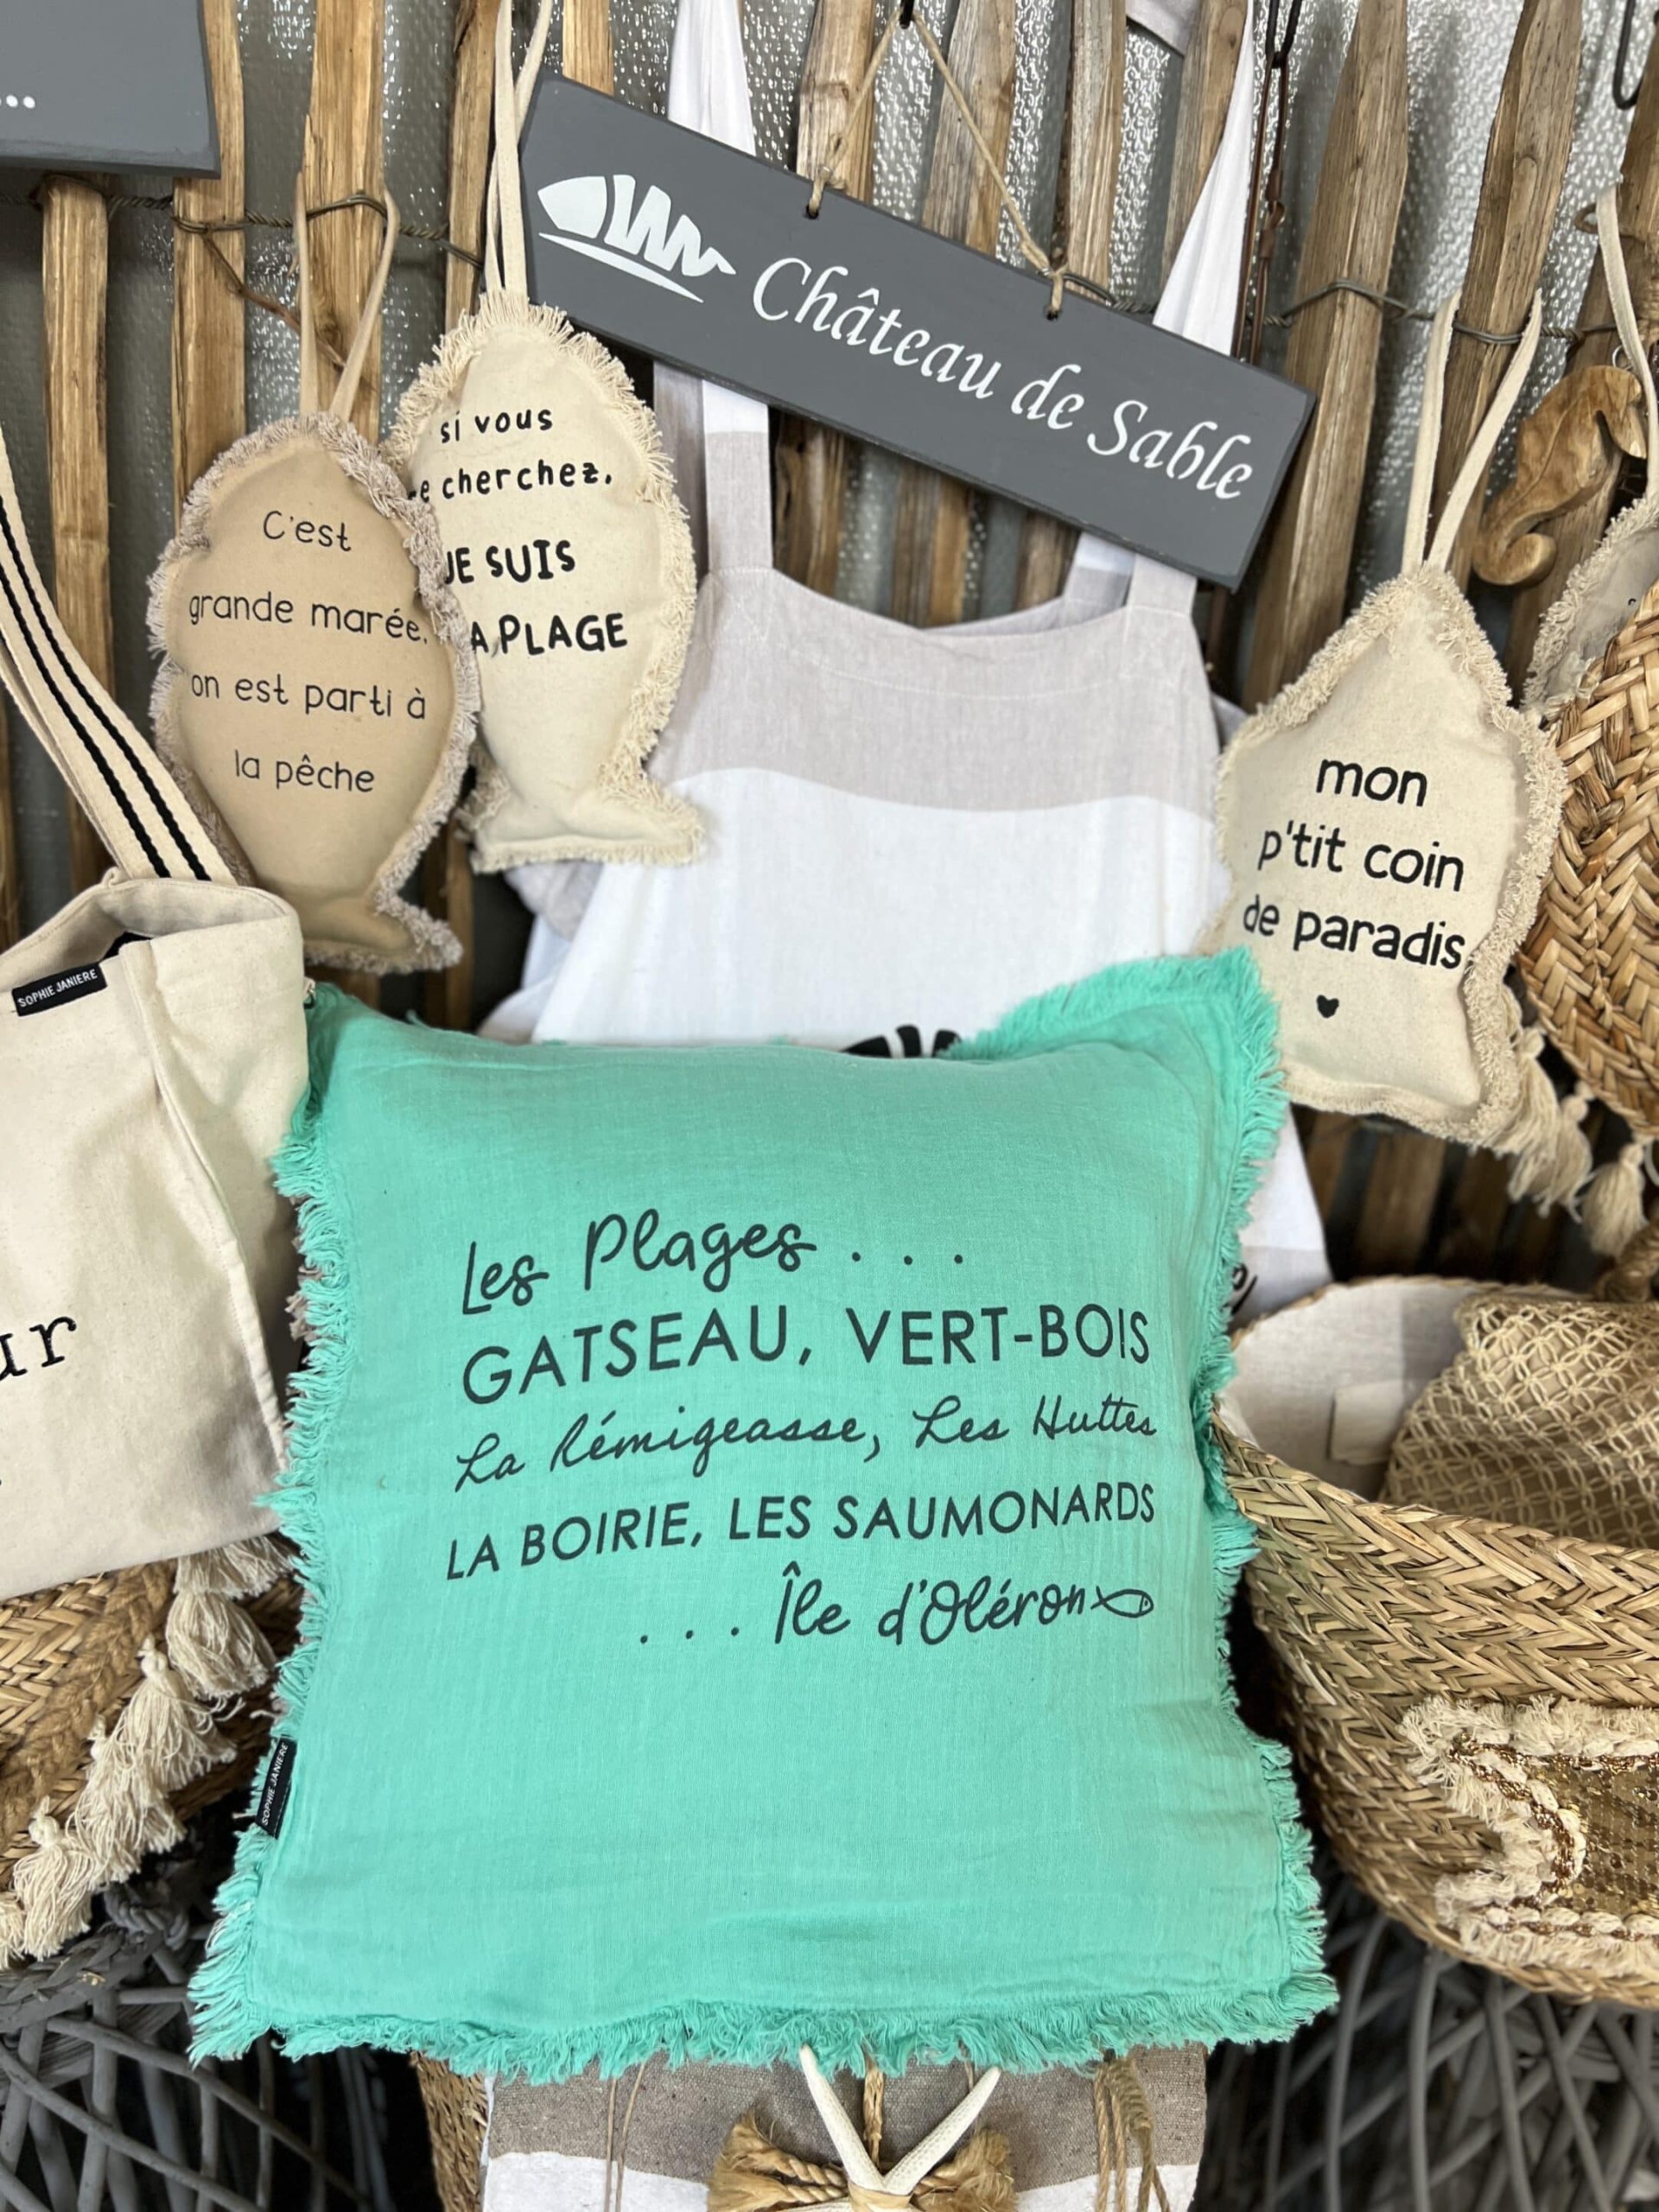 Château de Sable
si vous
cherchez,
JE SUIS
PLAGE
C'est
grande marée,
on est parti à
la pêche
mon
p'tit coin
de paradis
SOPHIE JANIERE
Les Plages . . .
GATSEAU, VERT-BOIS
La Rémigeasse, Les Huttes
LA BOIRIE, LES SAUMONARDS
. . . Île d'Oléron
SOPHIE JANIERE